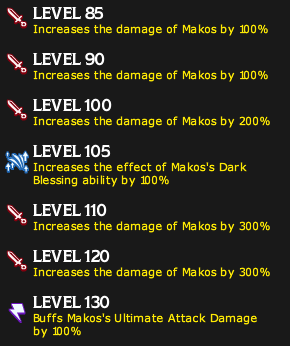 LEVEL 85
Increases the damage of Makos by 100%
LEVEL 90
Increases the damage of Makos by 100%
LEVEL 100
Increases the damage of Makos by 200%
LEVEL 105
Increases the effect of Makos's Dark
Blessing ability by 100%
LEVEL 110
Increases the damage of Makos by 300%
LEVEL 120
Increases the damage of Makos by 300%
LEVEL 130
Buffs Makos's Ultimate Attack Damage
by 100%